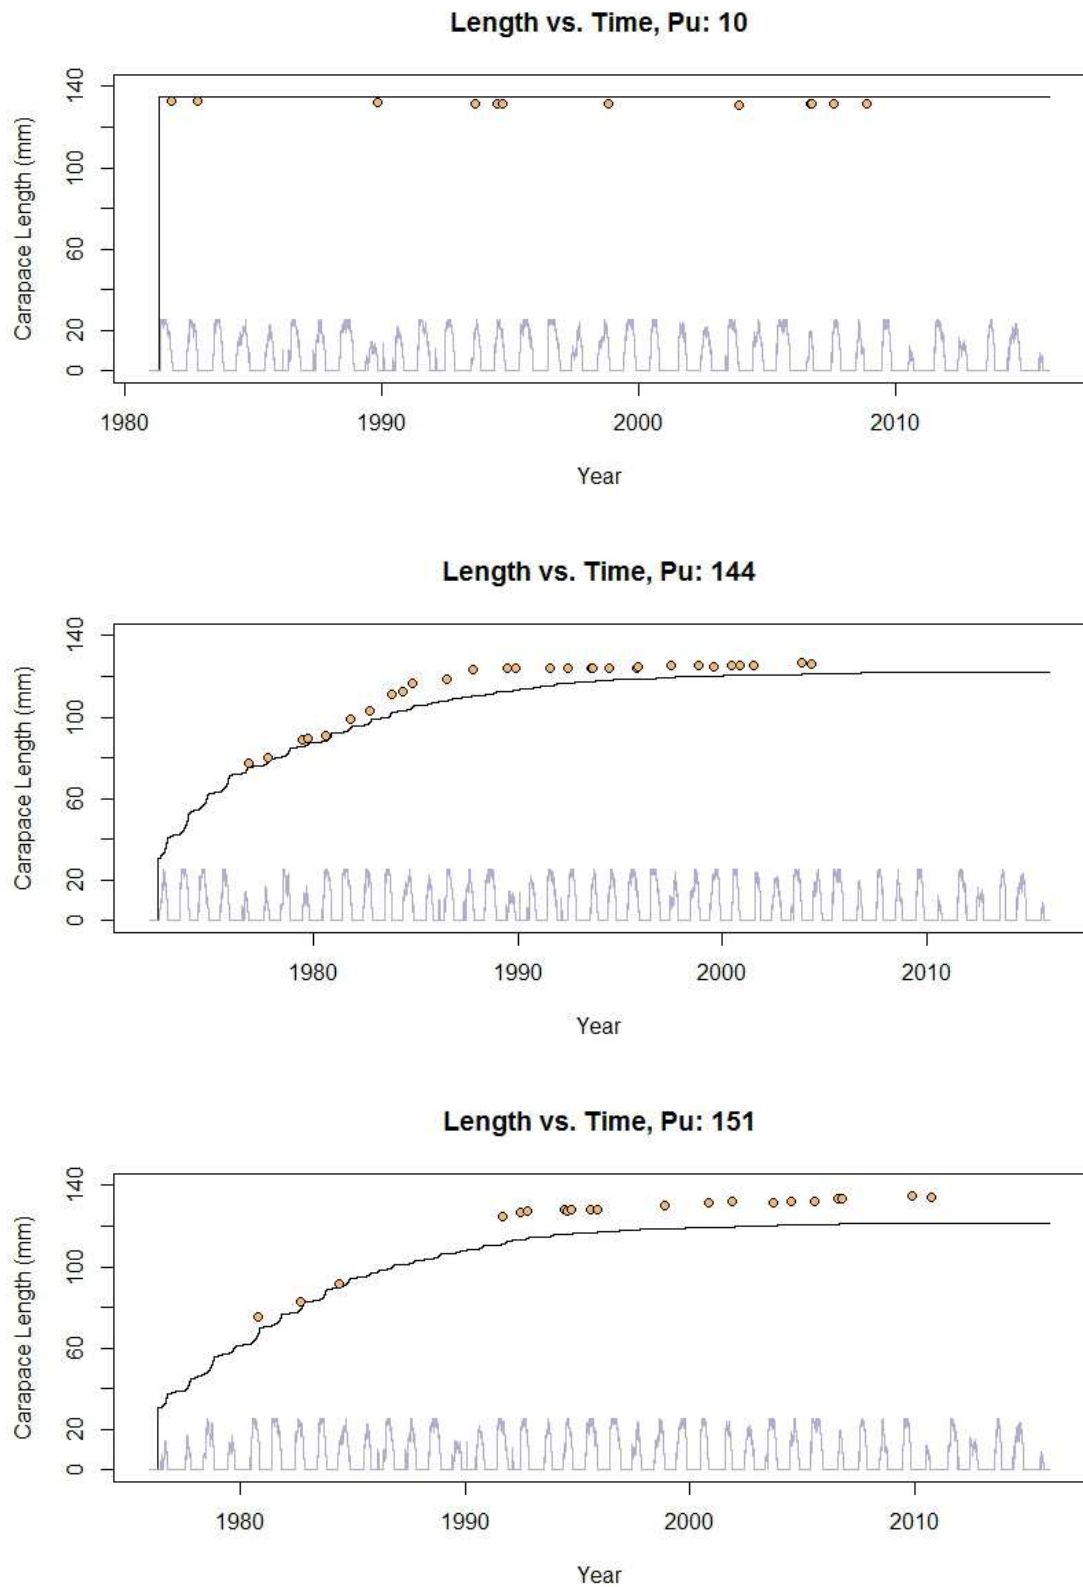 Length vs. Time, Pu: 10
Carapace Length (mm)
140
100
60
20
0
1980 1990 2000 2010
Year
Length vs. Time, Pu: 144
Carapace Length (mm)
140
100
60
20
0
1980 1990 2000 2010
Year
Length vs. Time, Pu: 151
Carapace Length (mm)
140
100
60
20
0
1980 1990 2000 2010
Year